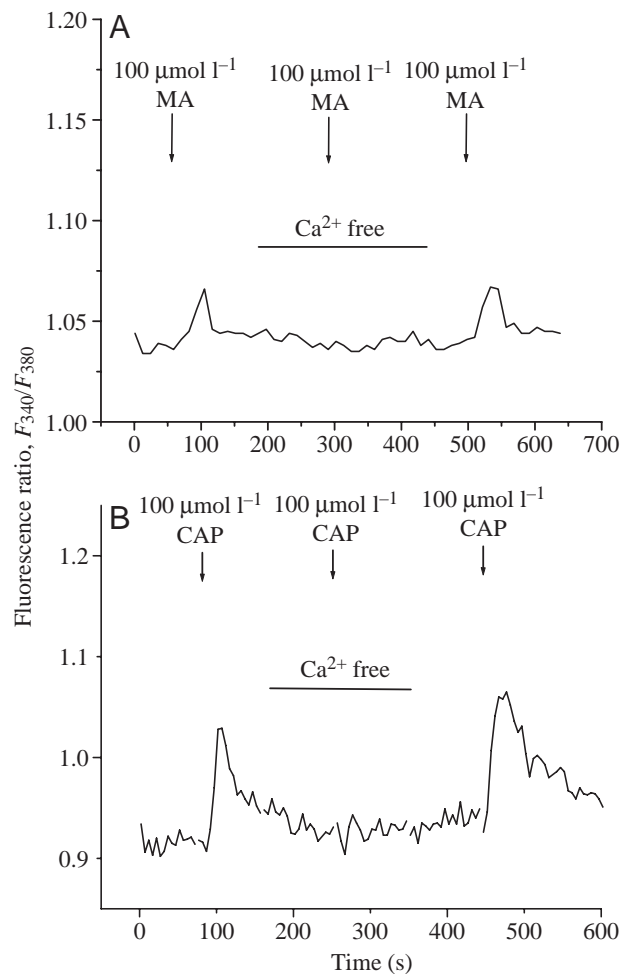 A
1.20
1.15
1.10
1.05
1.00
100 μmol l⁻¹ 100 μmol l⁻¹ 100 μmol l⁻¹
MA MA MA
Ca²⁺ free
0 100 200 300 400 500 600 700
Fluorescence ratio, F₃₄₀/F₃₈₀
B
100 μmol l⁻¹ 100 μmol l⁻¹ 100 μmol l⁻¹
CAP CAP CAP
1.2
1.1
1.0
0.9
Ca²⁺ free
0 100 200 300 400 500 600
Time (s)